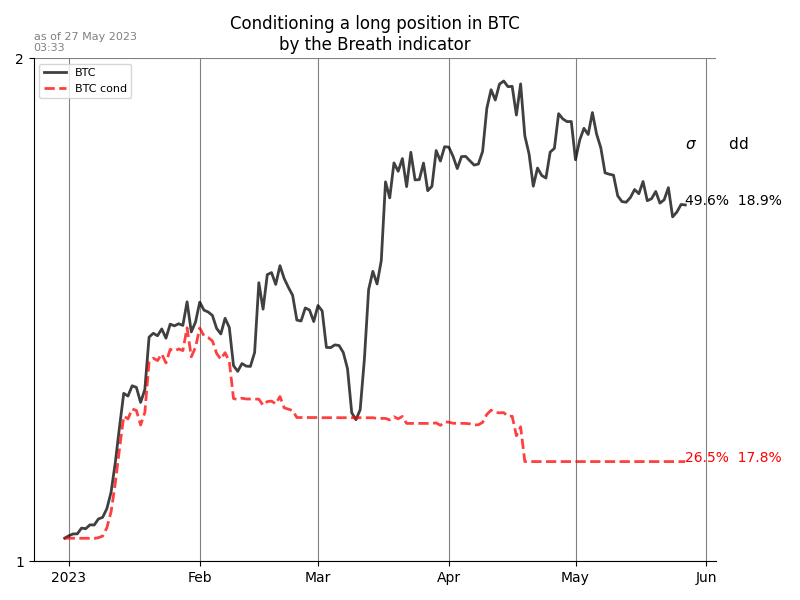 Conditioning a long position in BTC
by the Breath indicator
as of 27 May 2023
03:33
2
BTC
BTC cond
σ dd
49.6% 18.9%
26.5% 17.8%
1
2023 Feb Mar Apr May Jun